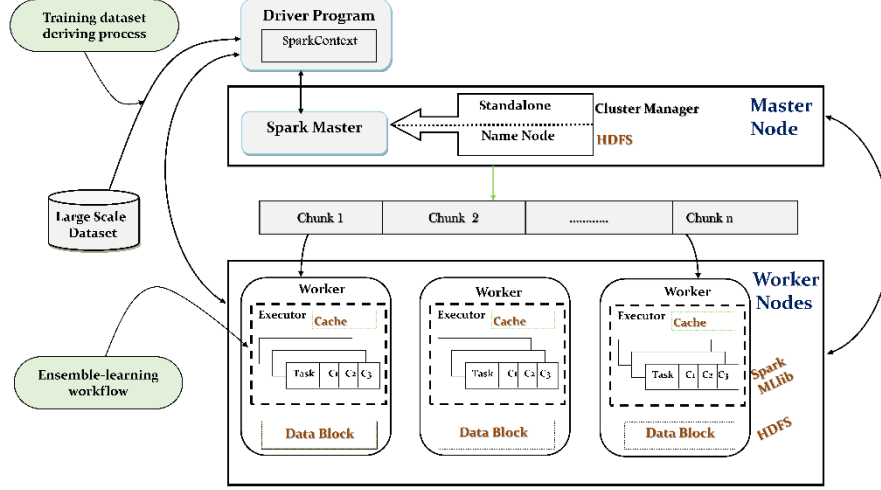 Training dataset
deriving process
Driver Program
SparkContext
Master
Node
Standalone
Cluster Manager
Spark Master
Name Node
HDFS
Large Scale
Dataset
Chunk 1
Chunk 2
............
Chunk n
Worker
Nodes
Worker
Executor
Cache
Task C1 C2 C3
Data Block
Worker
Executor
Cache
Task C1 C2 C3
Data Block
Worker
Executor
Cache
Task C1 C2 C3
Data Block
Spark
MLlib
HDFS
Ensemble-learning
workflow